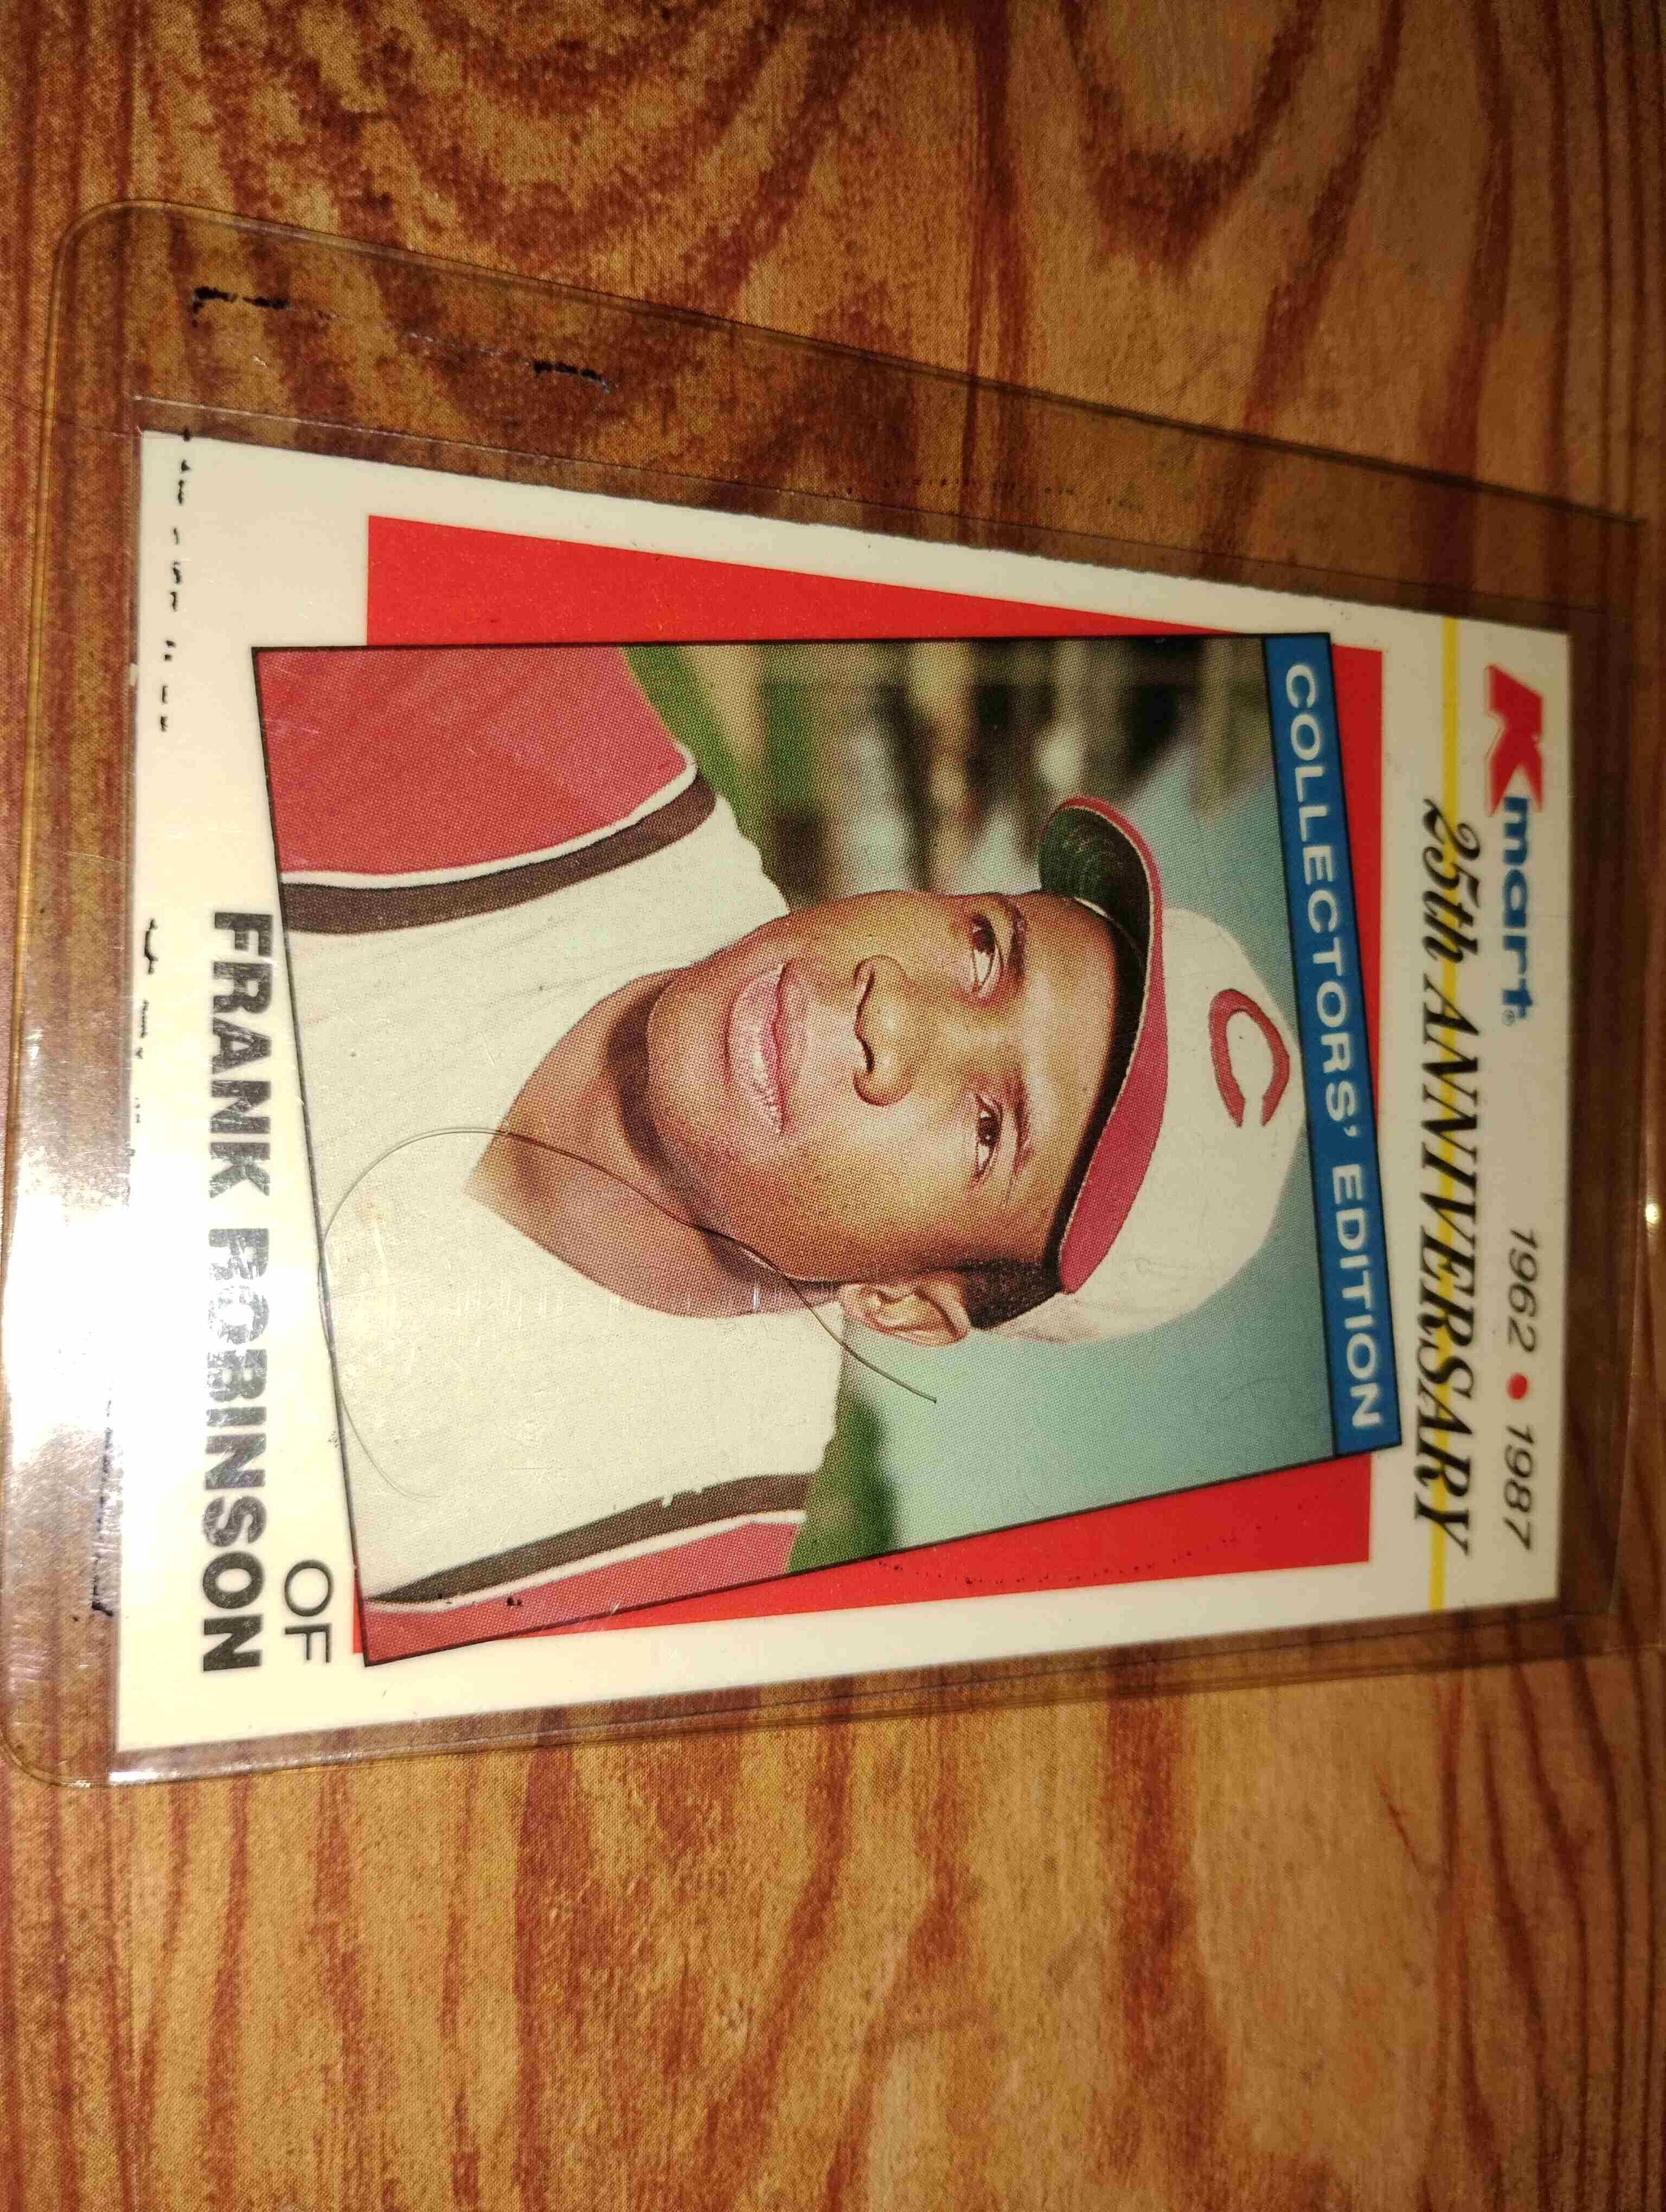 Kmart® 1962 • 1987
25th ANNIVERSARY
COLLECTORS' EDITION
C
OF
FRANK ROBINSON